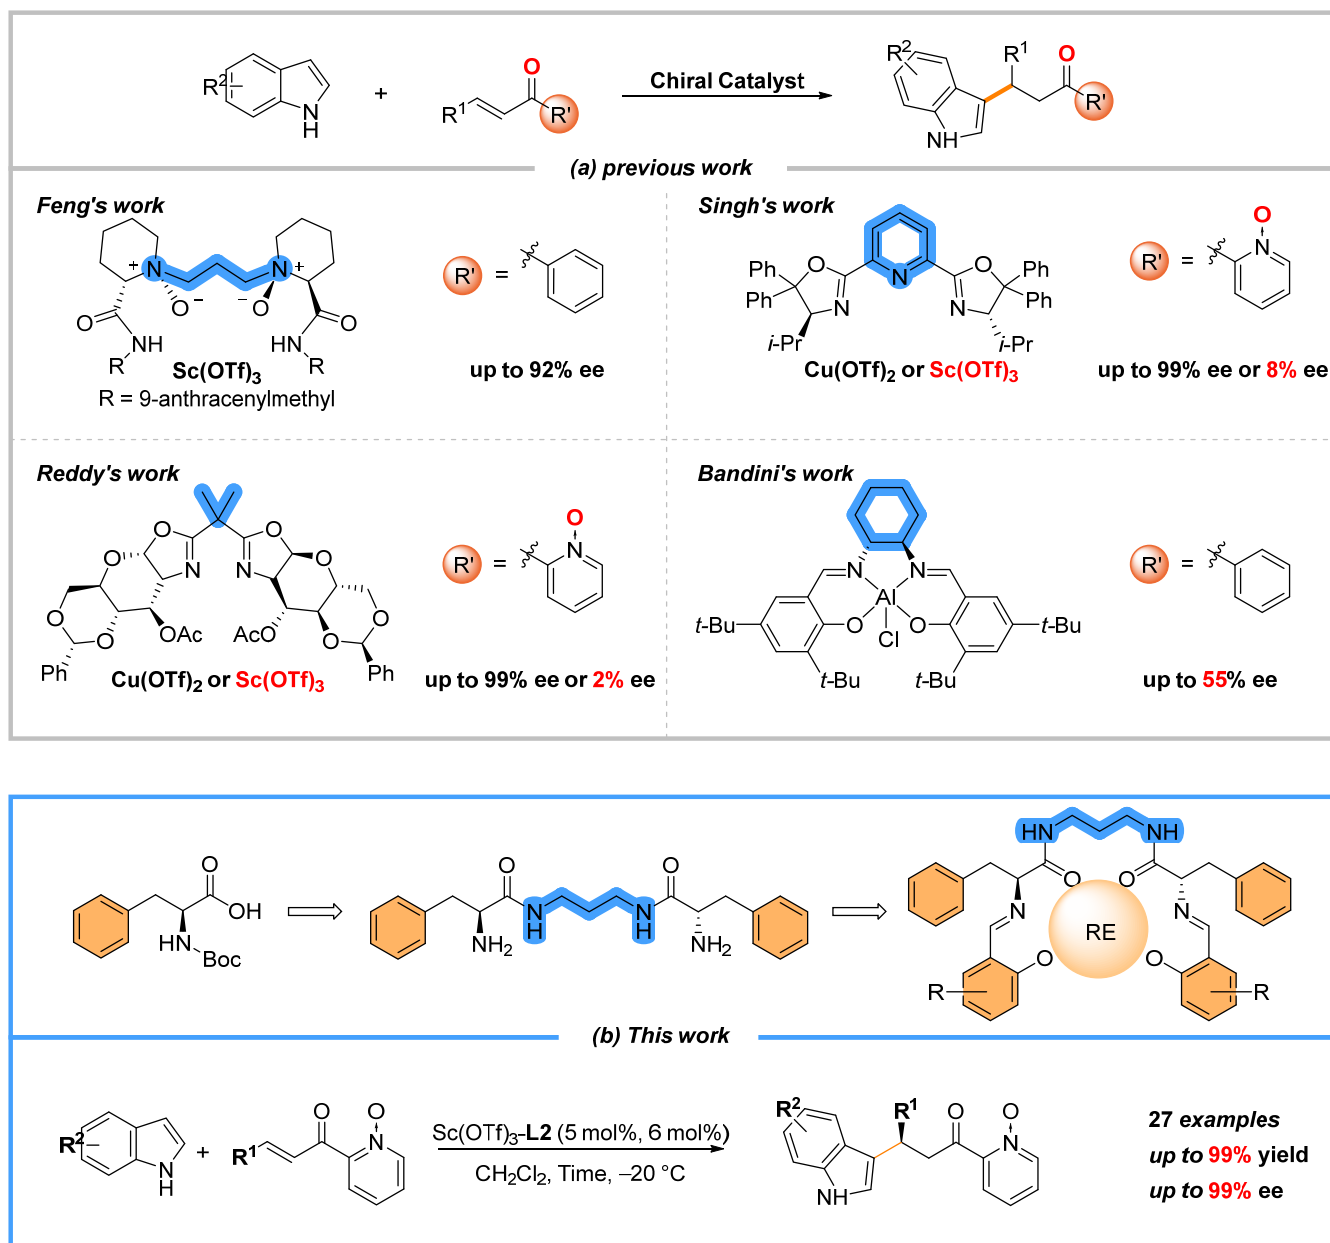 R² N H + R¹ O R' Chiral Catalyst R² R¹ O R' NH
(a) previous work
Feng's work
N + N + O − − O
O NH R HN R O
Sc(OTf)₃
R = 9-anthracenylmethyl
R' =
up to 92% ee
Singh's work
Ph Ph O N N N O Ph Ph
i-Pr i-Pr
Cu(OTf)₂ or Sc(OTf)₃
R' = O N
up to 99% ee or 8% ee
Reddy's work
O O N N O O
O O OAc AcO O O
Ph Ph
Cu(OTf)₂ or Sc(OTf)₃
R' = O N
up to 99% ee or 2% ee
Bandini's work
N N Al O O Cl
t-Bu t-Bu
t-Bu t-Bu
R' =
up to 55% ee
O OH NH Boc
O N H N H O
NH₂ NH₂
HN NH
O O
N RE N
O O
R R
(b) This work
R² N H + R¹ O O N
Sc(OTf)₃-L2 (5 mol%, 6 mol%)
CH₂Cl₂, Time, –20 °C
R² R¹ O O N NH
27 examples
up to 99% yield
up to 99% ee